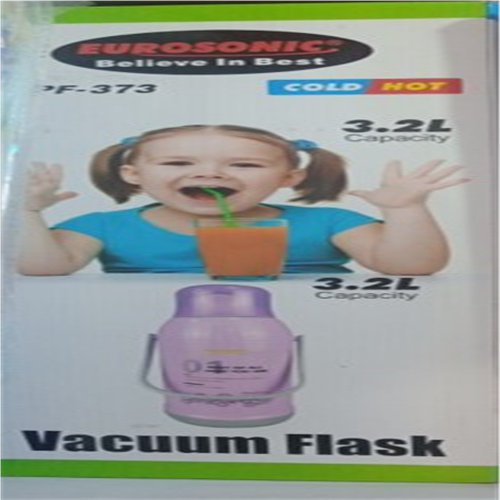 EUROSONIC®
Believe In Best
PF-373
COLD HOT
3.2L
Capacity
3.2L
Capacity
Vacuum Flask